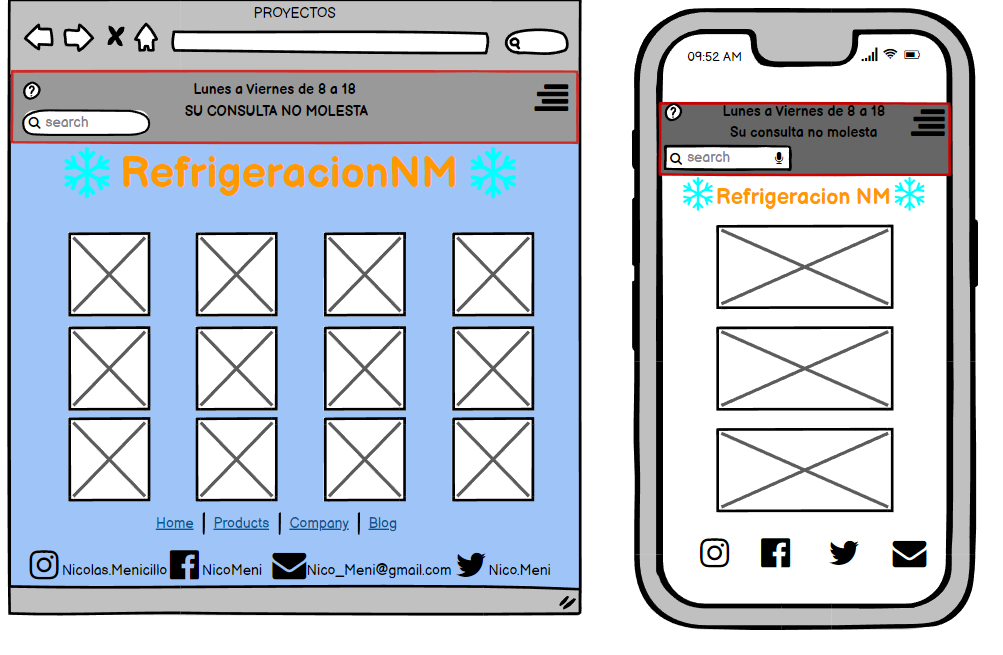 PROYECTOS
?
Lunes a Viernes de 8 a 18
SU CONSULTA NO MOLESTA
search
RefrigeracionNM
Home | Products | Company | Blog
Nicolas.Menicillo NicoMeni Nico_Meni@gmail.com Nico.Meni
09:52 AM
?
Lunes a Viernes de 8 a 18
Su consulta no molesta
search
Refrigeracion NM